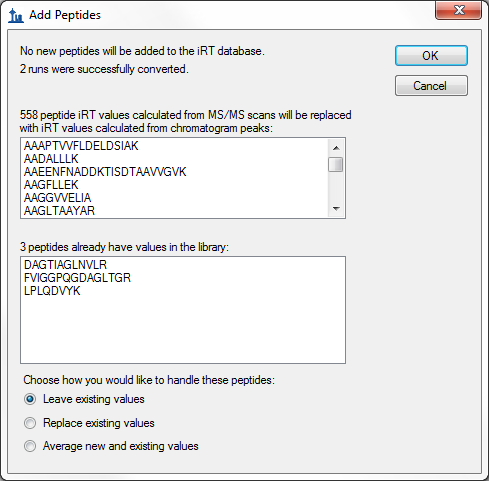 Add Peptides
No new peptides will be added to the iRT database.
2 runs were successfully converted.
OK
Cancel
558 peptide iRT values calculated from MS/MS scans will be replaced
with iRT values calculated from chromatogram peaks:
AAAPTVVFLDELDSIAK
AADALLLK
AAEENFNADDKTISDTAAVVGVK
AAGFLLEK
AAGGVVELIA
AAGLTAAYAR
3 peptides already have values in the library:
DAGTIAGLNVLR
FVIGGPQGDAGLTGR
LPLQDVYK
Choose how you would like to handle these peptides:
Leave existing values
Replace existing values
Average new and existing values